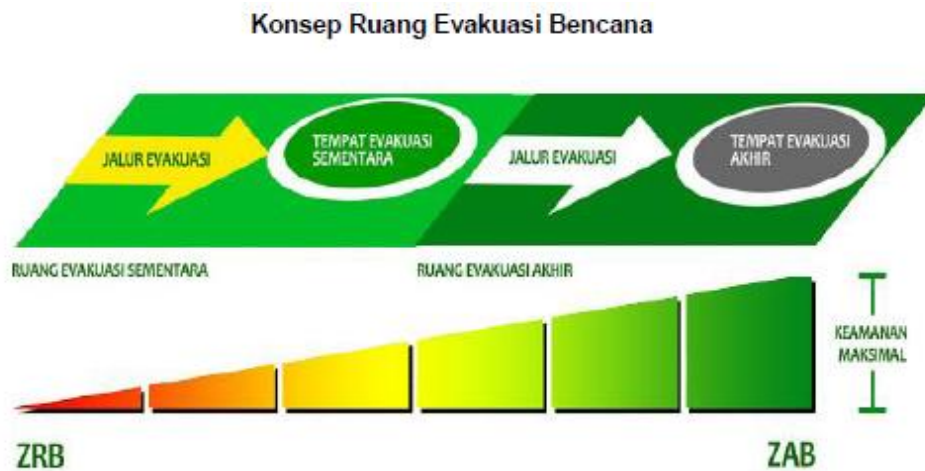 Konsep Ruang Evakuasi Bencana
JALUR EVAKUASI
TEMPAT EVAKUASI
SEMENTARA
JALUR EVAKUASI
TEMPAT EVAKUASI
AKHIR
RUANG EVAKUASI SEMENTARA
RUANG EVAKUASI AKHIR
KEAMANAN
MAKSIMAL
ZRB
ZAB